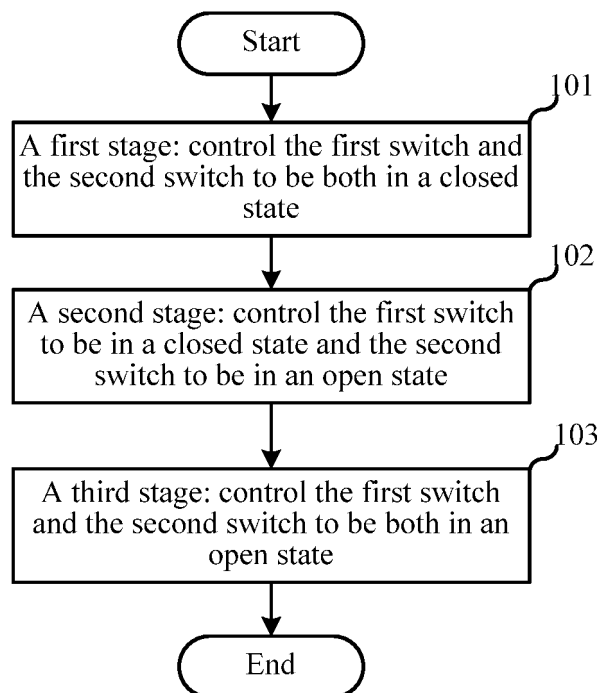 Start
101
A first stage: control the first switch and
the second switch to be both in a closed
state
102
A second stage: control the first switch
to be in a closed state and the second
switch to be in an open state
103
A third stage: control the first switch
and the second switch to be both in an
open state
End